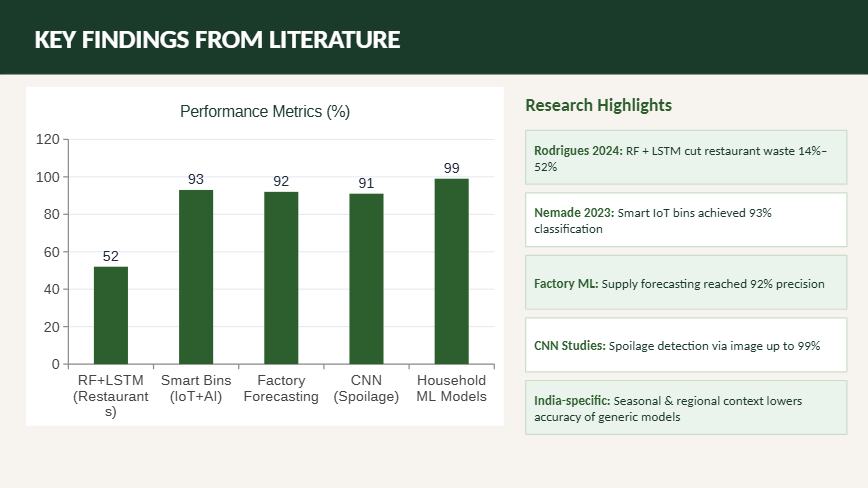 KEY FINDINGS FROM LITERATURE
Performance Metrics (%)
120
100
80
60
40
20
0
52
93
92
91
99
RF+LSTM
(Restaurant
s)
Smart Bins
(IoT+AI)
Factory
Forecasting
CNN
(Spoilage)
Household
ML Models
Research Highlights
Rodrigues 2024: RF + LSTM cut restaurant waste 14%–
52%
Nemade 2023: Smart IoT bins achieved 93%
classification
Factory ML: Supply forecasting reached 92% precision
CNN Studies: Spoilage detection via image up to 99%
India-specific: Seasonal & regional context lowers
accuracy of generic models